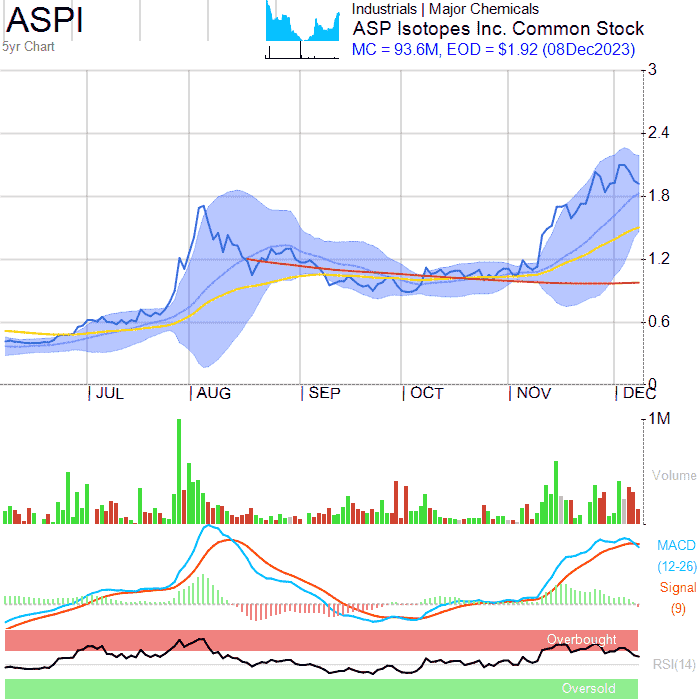 ASPI
5yr Chart
Industrials | Major Chemicals
ASP Isotopes Inc. Common Stock
MC = 93.6M, EOD = $1.92 (08Dec2023)
3
2.4
1.8
1.2
0.6
0
JUL AUG SEP OCT NOV DEC
1M
Volume
MACD
(12-26)
Signal
(9)
Overbought
RSI(14)
Oversold